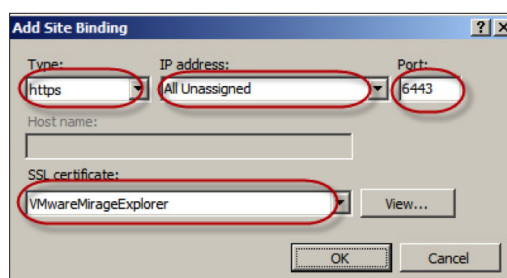 Add Site Binding
Type: IP address: Port:
https All Unassigned 6443
Host name:
SSL certificate:
VMwareMirageExplorer View...
OK Cancel